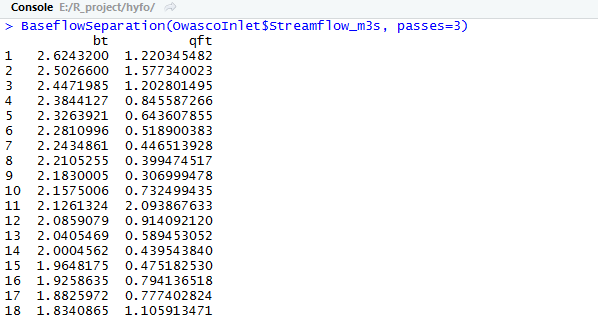 Console E:/R_project/hyfo/
> BaseflowSeparation(OwascoInlet$Streamflow_m3s, passes=3)
bt qft
1 2.6243200 1.220345482
2 2.5026600 1.577340023
3 2.4471985 1.202801495
4 2.3844127 0.845587266
5 2.3263921 0.643607855
6 2.2810996 0.518900383
7 2.2434861 0.446513928
8 2.2105255 0.399474517
9 2.1830005 0.306999478
10 2.1575006 0.732499435
11 2.1261324 2.093867633
12 2.0859079 0.914092120
13 2.0405469 0.589453052
14 2.0004562 0.439543840
15 1.9648175 0.475182530
16 1.9258635 0.794136518
17 1.8825972 0.777402824
18 1.8340865 1.105913471